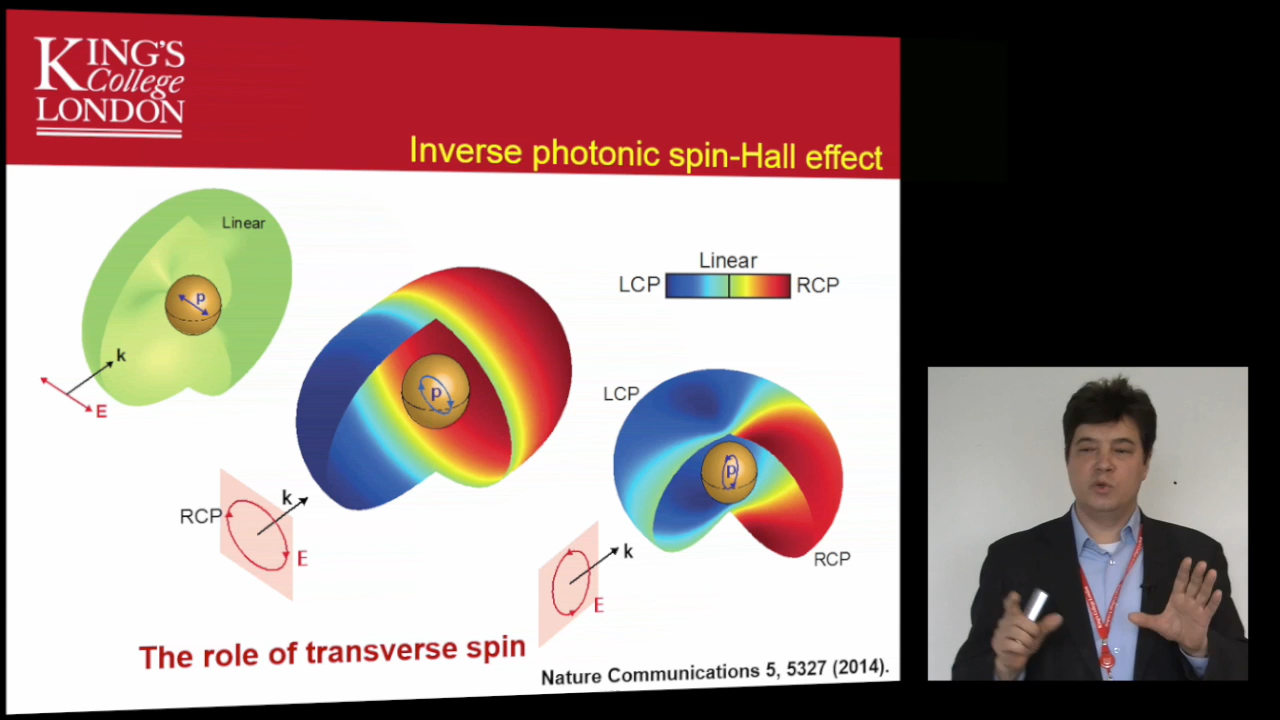 KING'S
College
LONDON
Inverse photonic spin-Hall effect
Linear
p
k
E
Linear
LCP
RCP
p
RCP
k
E
LCP
p
RCP
k
E
The role of transverse spin
Nature Communications 5, 5327 (2014).